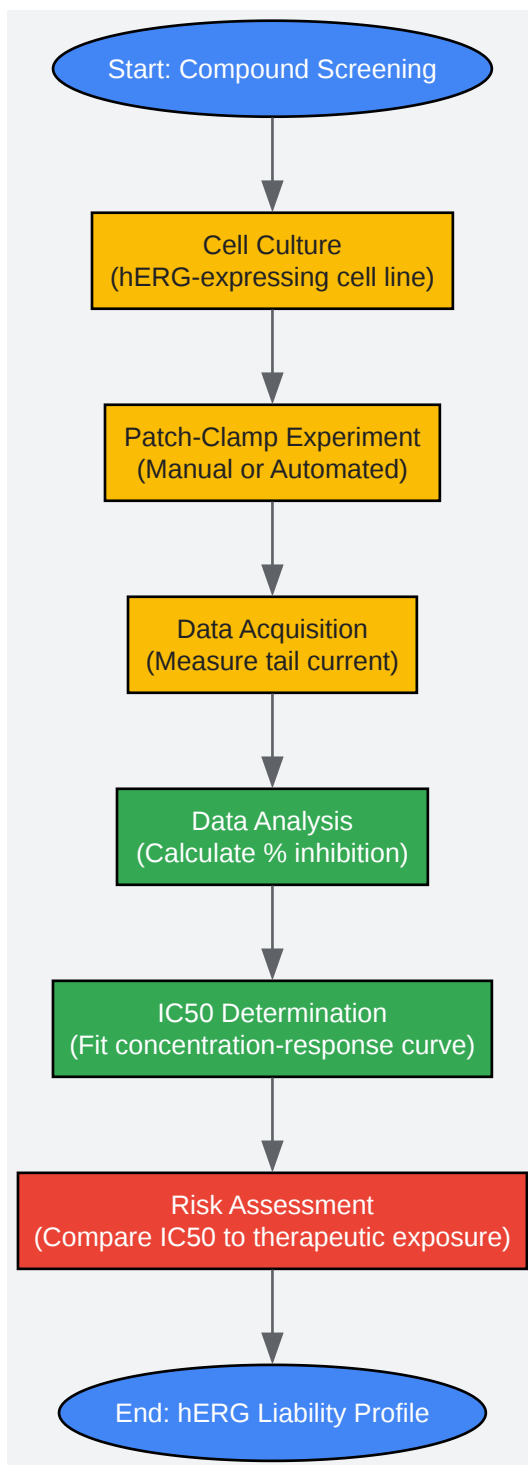 Start: Compound Screening
Cell Culture
(hERG-expressing cell line)
Patch-Clamp Experiment
(Manual or Automated)
Data Acquisition
(Measure tail current)
Data Analysis
(Calculate % inhibition)
IC50 Determination
(Fit concentration-response curve)
Risk Assessment
(Compare IC50 to therapeutic exposure)
End: hERG Liability Profile